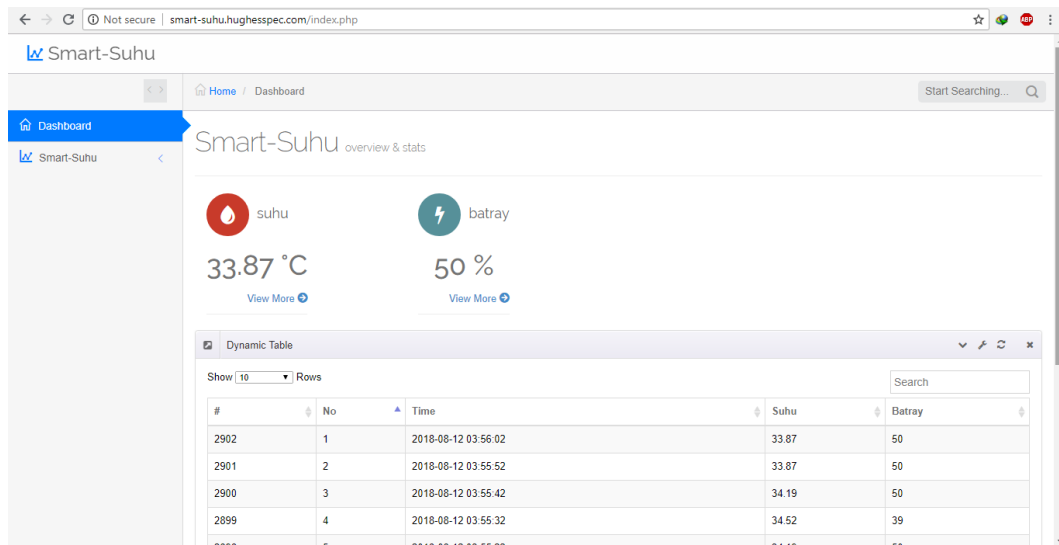 Not secure | smart-suhu.hughesspec.com/index.php
ABP
Smart-Suhu
Home / Dashboard
Start Searching...
Dashboard
Smart-Suhu
Smart-Suhu overview & stats
suhu
batray
33.87 °C
50 %
View More
View More
Dynamic Table
Show 10 Rows
Search
# No Time Suhu Batray
2902 1 2018-08-12 03:56:02 33.87 50
2901 2 2018-08-12 03:55:52 33.87 50
2900 3 2018-08-12 03:55:42 34.19 50
2899 4 2018-08-12 03:55:32 34.52 39